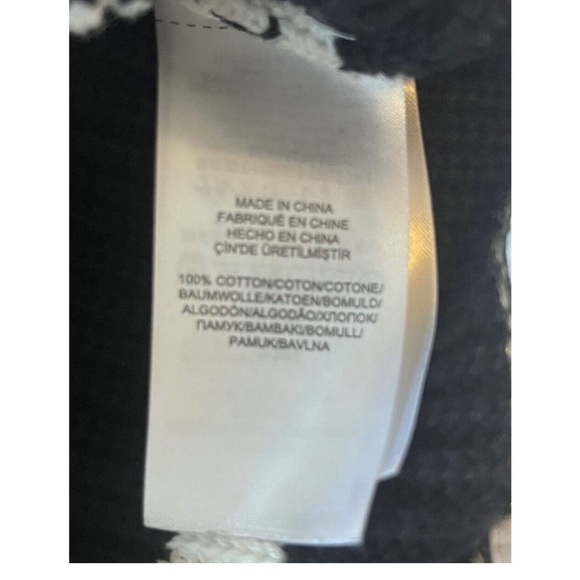 MADE IN CHINA
FABRIQUÉ EN CHINE
HECHO EN CHINA
ÇİN'DE ÜRETİLMİŞTİR
100% COTTON/COTON/COTONE/
BAUMWOLLE/KATOEN/BOMULD/
ALGODÓN/ALGODÃO/ХЛОПОК/
ПАМУК/BAMBAKI/BOMULL/
PAMUK/BAVLNA